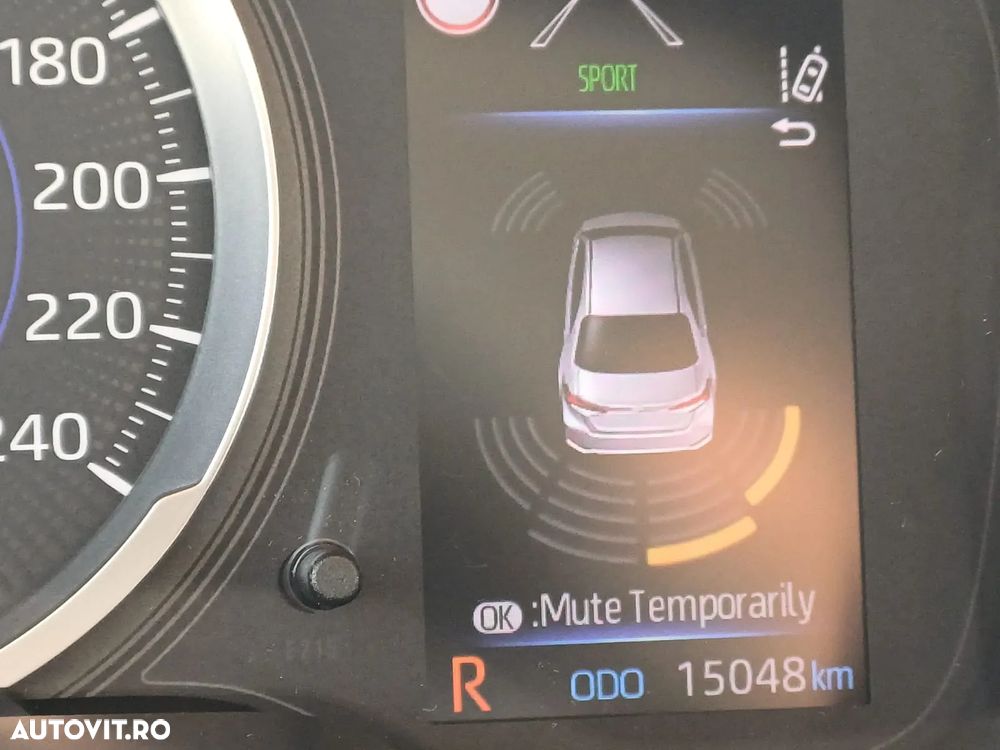 180
200
220
240
SPORT
OK :Mute Temporarily
R ODO 15048 km
AUTOVIT.RO